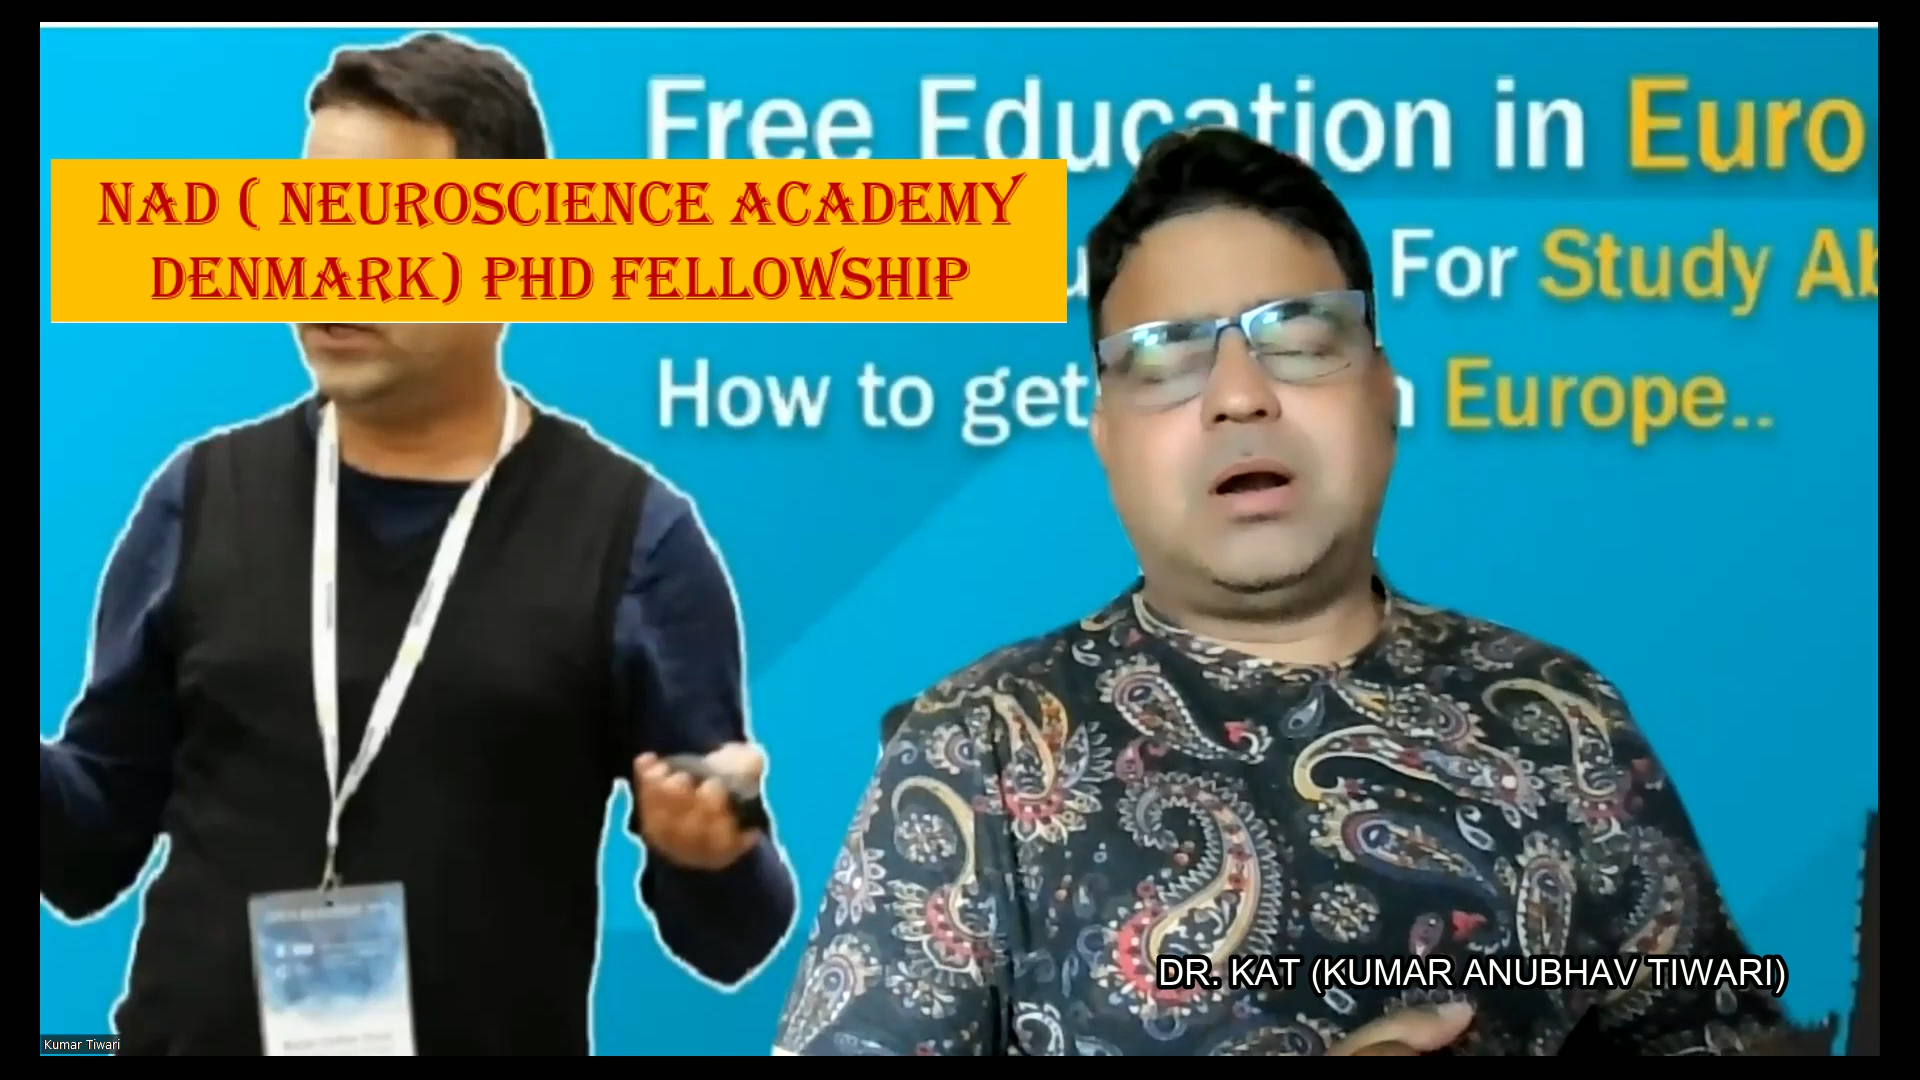 Free Education in Euro
NAD ( NEUROSCIENCE ACADEMY
DENMARK) PHD FELLOWSHIP
For Study Ab
How to get
Europe..
DR. KAT (KUMAR ANUBHAV TIWARI)
Kumar Tiwari